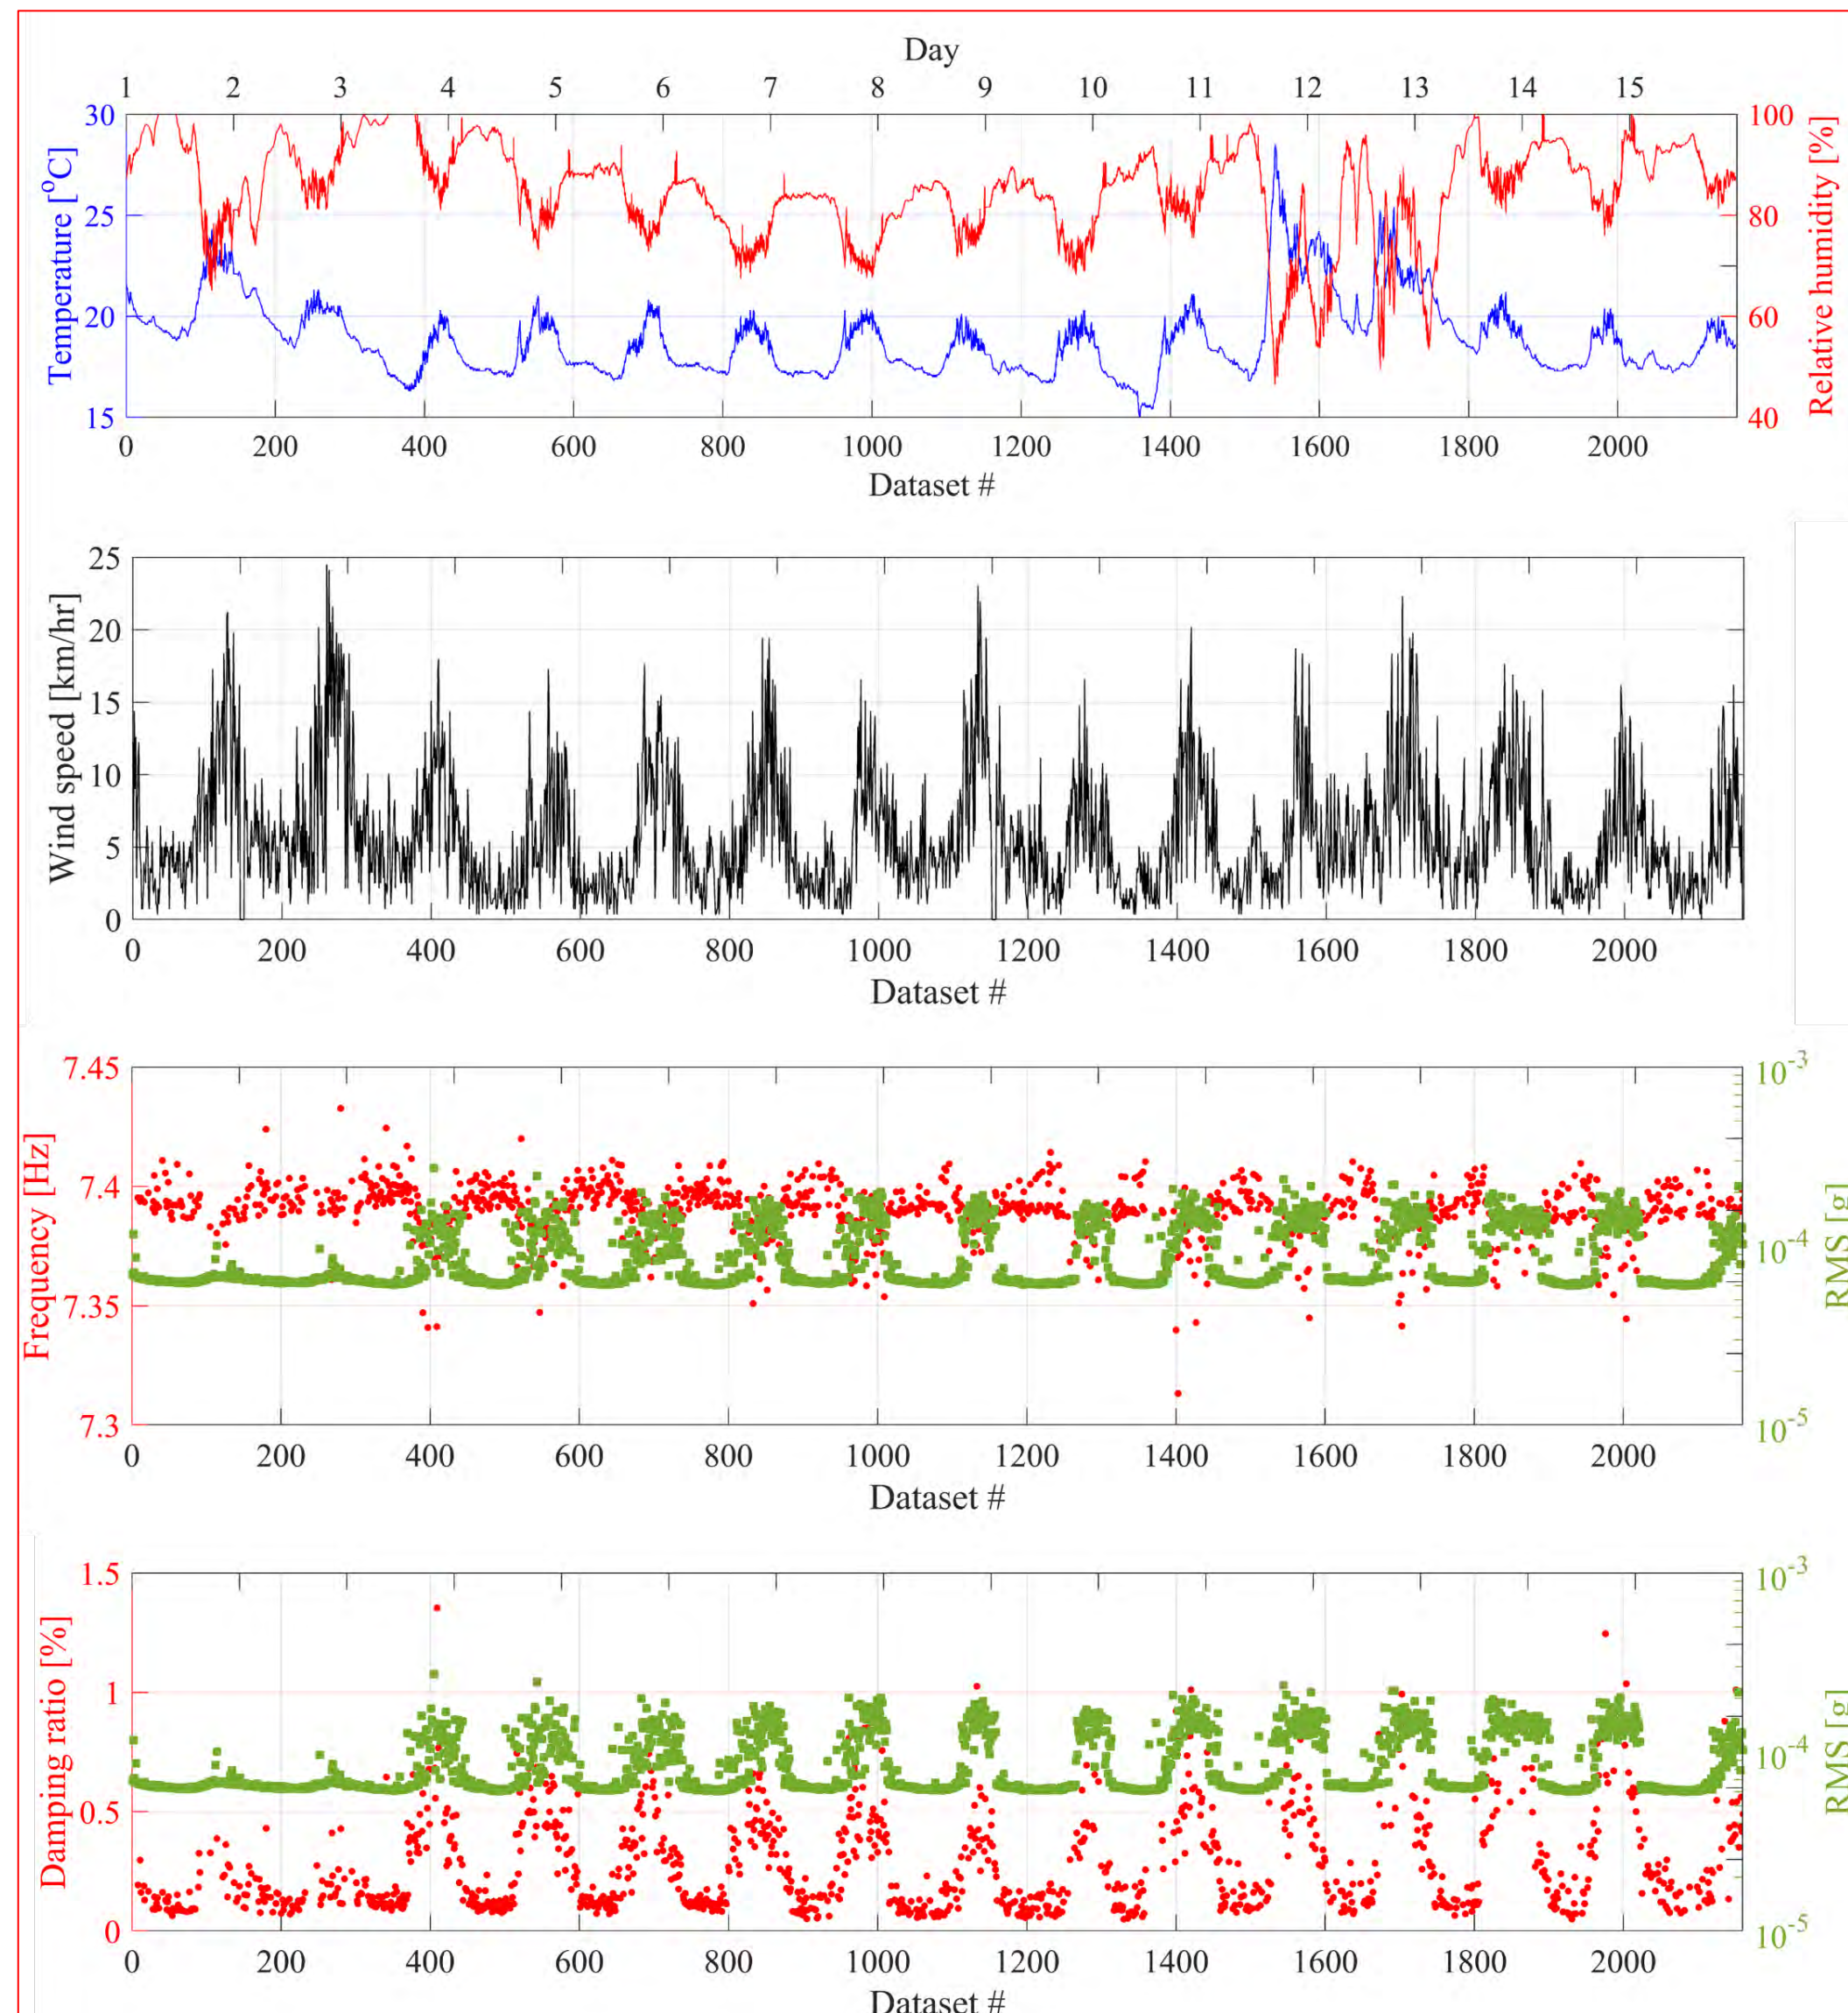 Day
1 2 3 4 5 6 7 8 9 10 11 12 13 14 15
30 100
25 80
20 60
15 40
Temperature [°C]
Relative humidity [%]
0 200 400 600 800 1000 1200 1400 1600 1800 2000
Dataset #
25
20
15
10
5
0
Wind speed [km/hr]
0 200 400 600 800 1000 1200 1400 1600 1800 2000
Dataset #
7.45 10⁻³
7.4
10⁻⁴
7.35
7.3 10⁻⁵
Frequency [Hz]
RMS [g]
0 200 400 600 800 1000 1200 1400 1600 1800 2000
Dataset #
1.5 10⁻³
1
10⁻⁴
0.5
0 10⁻⁵
Damping ratio [%]
RMS [g]
0 200 400 600 800 1000 1200 1400 1600 1800 2000
Dataset #